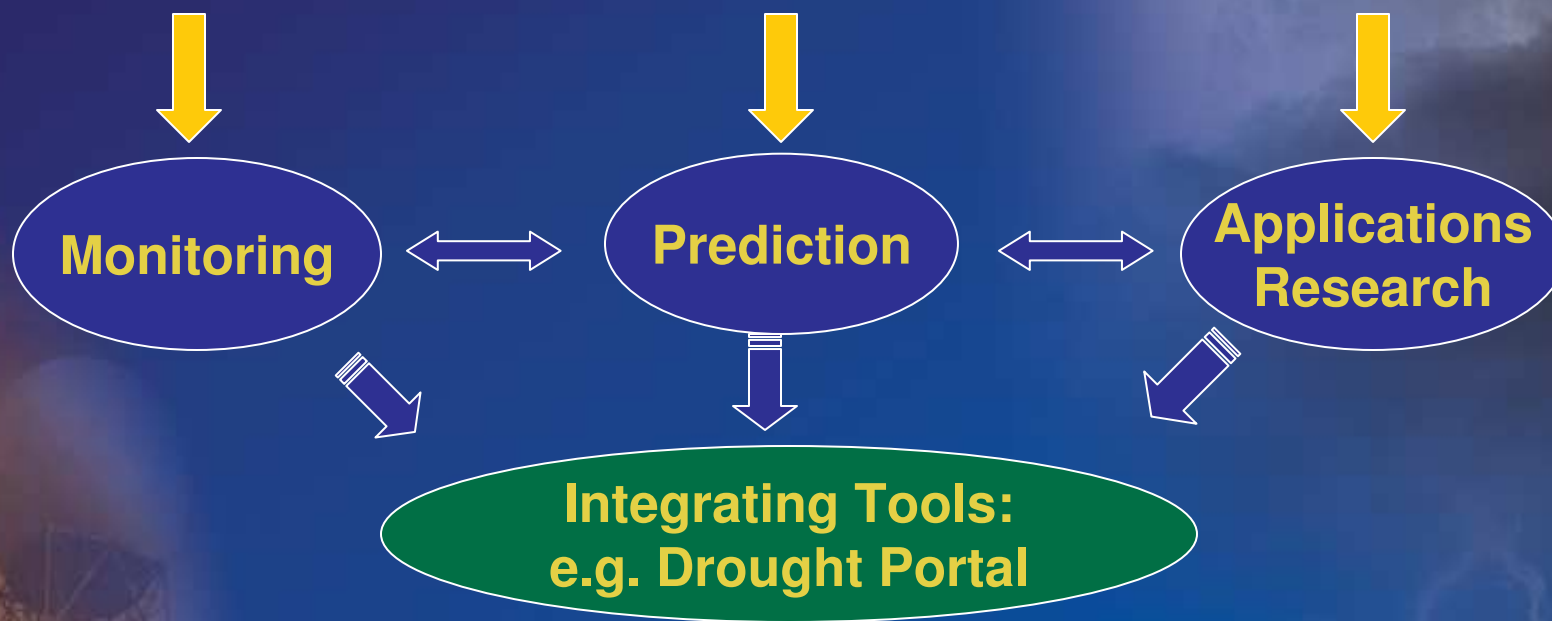 Monitoring
Prediction
Applications
Research
Integrating Tools:
e.g. Drought Portal